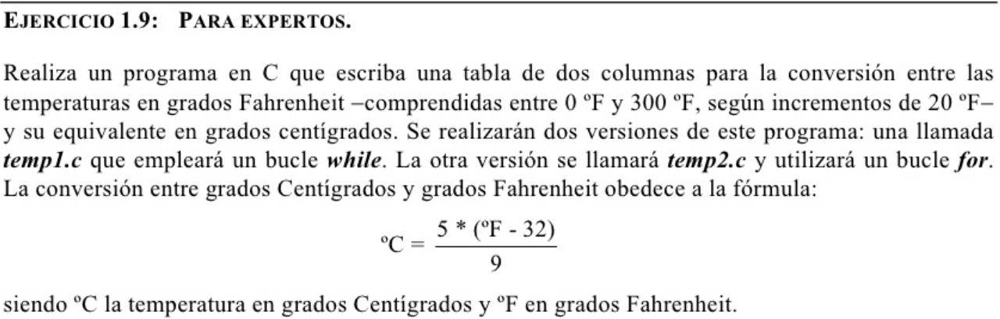 EJERCICIO 1.9: PARA EXPERTOS.
Realiza un programa en C que escriba una tabla de dos columnas para la conversión entre las
temperaturas en grados Fahrenheit –comprendidas entre 0 ºF y 300 ºF, según incrementos de 20 ºF–
y su equivalente en grados centígrados. Se realizarán dos versiones de este programa: una llamada
temp1.c que empleará un bucle while. La otra versión se llamará temp2.c y utilizará un bucle for.
La conversión entre grados Centígrados y grados Fahrenheit obedece a la fórmula:
ºC = 5 * (ºF - 32)
9
siendo ºC la temperatura en grados Centígrados y ºF en grados Fahrenheit.